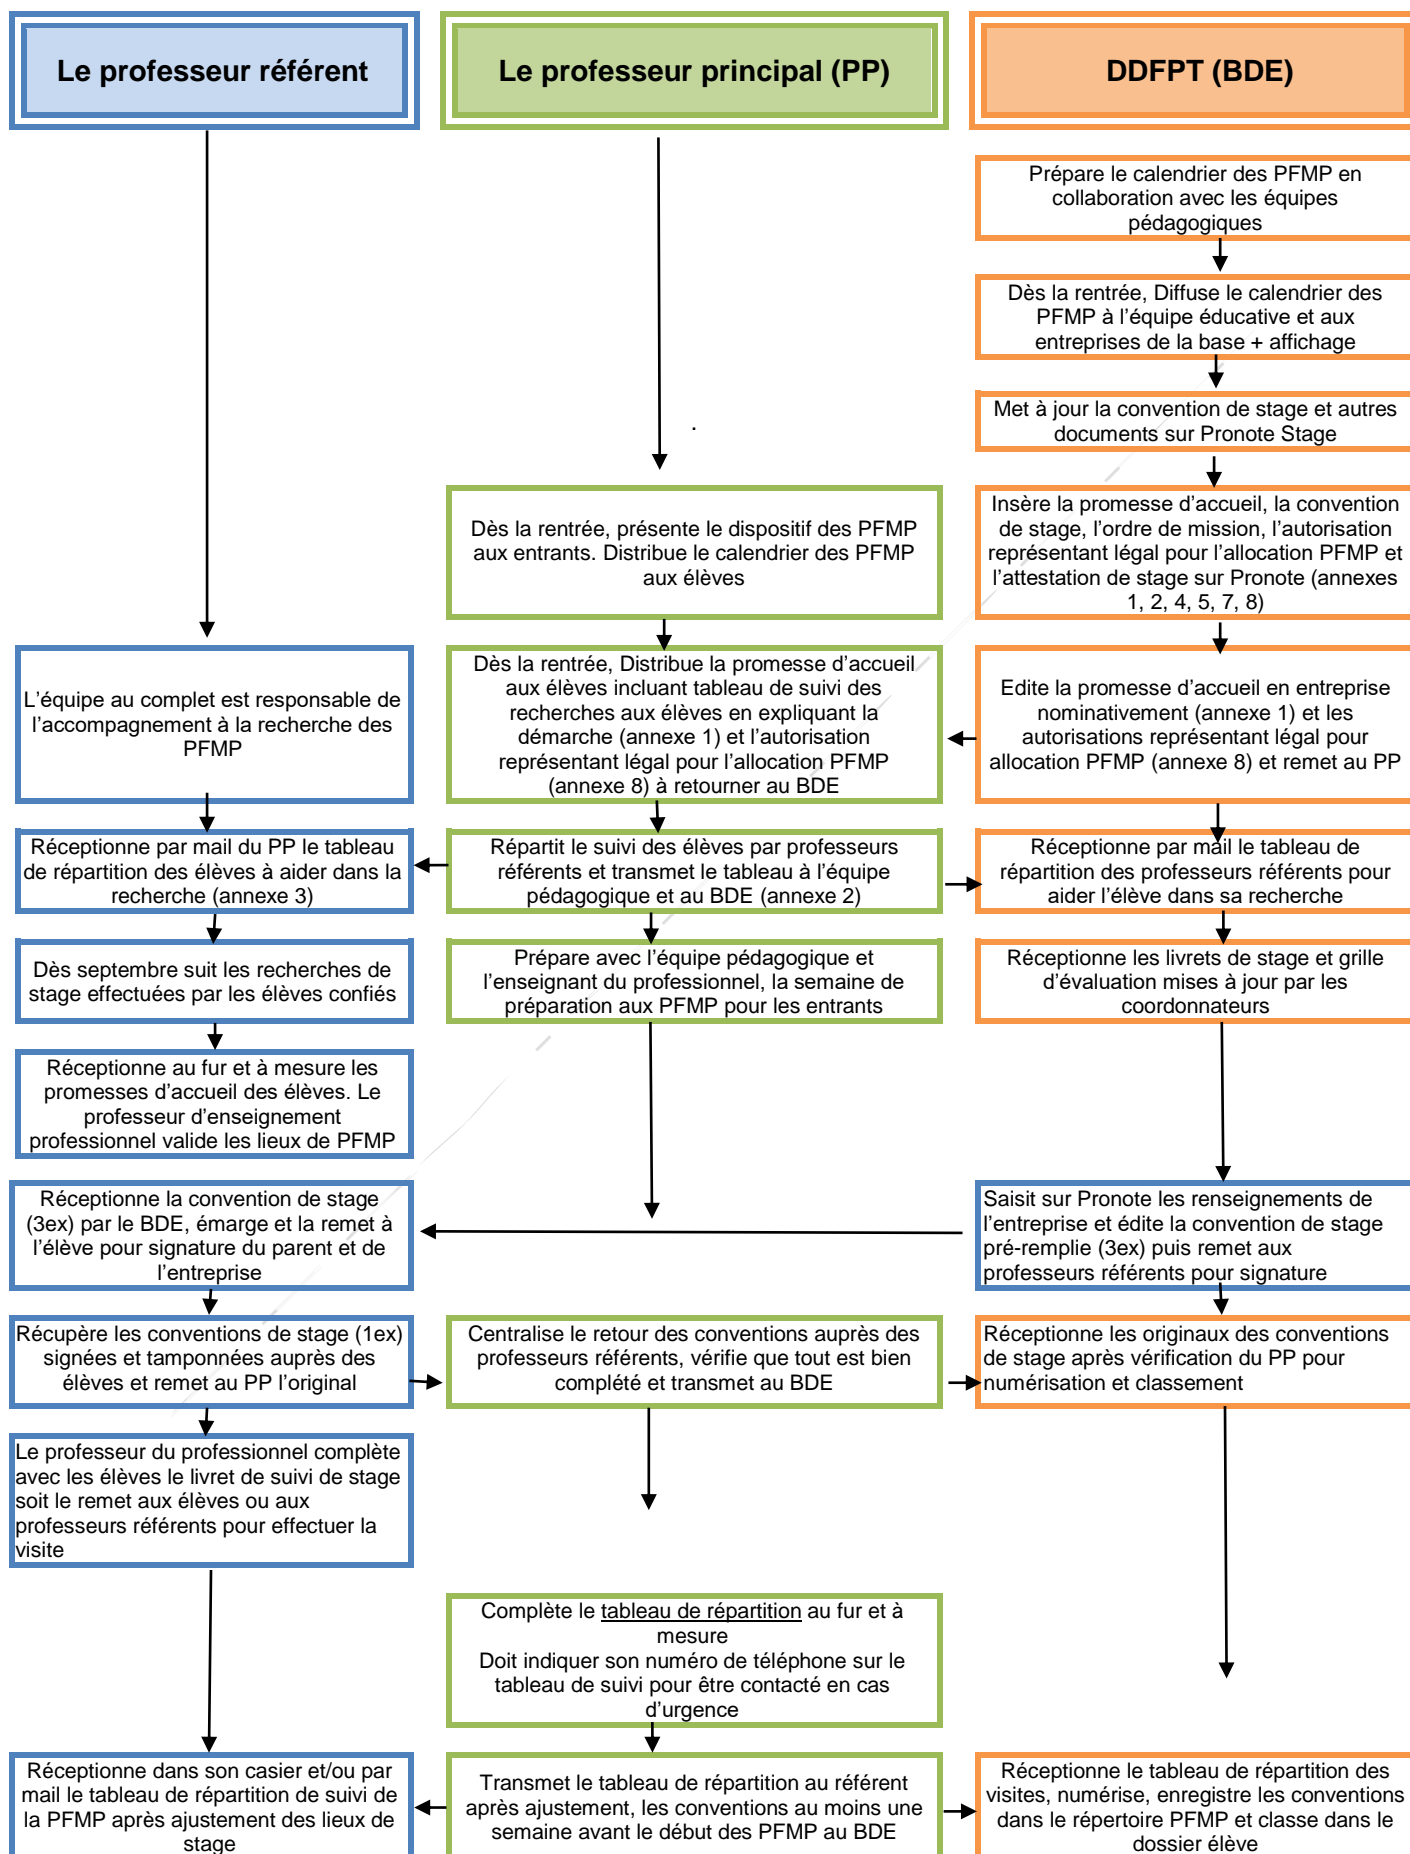 Le professeur référent
Le professeur principal (PP)
DDFPT (BDE)
Prépare le calendrier des PFMP en
collaboration avec les équipes
pédagogiques
Dès la rentrée, Diffuse le calendrier des
PFMP à l’équipe éducative et aux
entreprises de la base + affichage
Met à jour la convention de stage et autres
documents sur Pronote Stage
.
Dès la rentrée, présente le dispositif des PFMP
aux entrants. Distribue le calendrier des PFMP
aux élèves
Insère la promesse d’accueil, la convention
de stage, l’ordre de mission, l’autorisation
représentant légal pour l’allocation PFMP et
l’attestation de stage sur Pronote (annexes
1, 2, 4, 5, 7, 8)
L’équipe au complet est responsable de
l’accompagnement à la recherche des
PFMP
Dès la rentrée, Distribue la promesse d’accueil
aux élèves incluant tableau de suivi des
recherches aux élèves en expliquant la
démarche (annexe 1) et l’autorisation
représentant légal pour l’allocation PFMP
(annexe 8) à retourner au BDE
Edite la promesse d’accueil en entreprise
nominativement (annexe 1) et les
autorisations représentant légal pour
allocation PFMP (annexe 8) et remet au PP
Réceptionne par mail du PP le tableau
de répartition des élèves à aider dans la
recherche (annexe 3)
Répartit le suivi des élèves par professeurs
référents et transmet le tableau à l’équipe
pédagogique et au BDE (annexe 2)
Réceptionne par mail le tableau de
répartition des professeurs référents pour
aider l’élève dans sa recherche
Dès septembre suit les recherches de
stage effectuées par les élèves confiés
Prépare avec l’équipe pédagogique et
l’enseignant du professionnel, la semaine de
préparation aux PFMP pour les entrants
Réceptionne les livrets de stage et grille
d’évaluation mises à jour par les
coordonnateurs
Réceptionne au fur et à mesure les
promesses d’accueil des élèves. Le
professeur d’enseignement
professionnel valide les lieux de PFMP
Réceptionne la convention de stage
(3ex) par le BDE, émarge et la remet à
l’élève pour signature du parent et de
l’entreprise
Saisit sur Pronote les renseignements de
l’entreprise et édite la convention de stage
pré-remplie (3ex) puis remet aux
professeurs référents pour signature
Récupère les conventions de stage (1ex)
signées et tamponnées auprès des
élèves et remet au PP l’original
Centralise le retour des conventions auprès des
professeurs référents, vérifie que tout est bien
complété et transmet au BDE
Réceptionne les originaux des conventions
de stage après vérification du PP pour
numérisation et classement
Le professeur du professionnel complète
avec les élèves le livret de suivi de stage
soit le remet aux élèves ou aux
professeurs référents pour effectuer la
visite
Complète le tableau de répartition au fur et à
mesure
Doit indiquer son numéro de téléphone sur le
tableau de suivi pour être contacté en cas
d’urgence
Réceptionne dans son casier et/ou par
mail le tableau de répartition de suivi de
la PFMP après ajustement des lieux de
stage
Transmet le tableau de répartition au référent
après ajustement, les conventions au moins une
semaine avant le début des PFMP au BDE
Réceptionne le tableau de répartition des
visites, numérise, enregistre les conventions
dans le répertoire PFMP et classe dans le
dossier élève